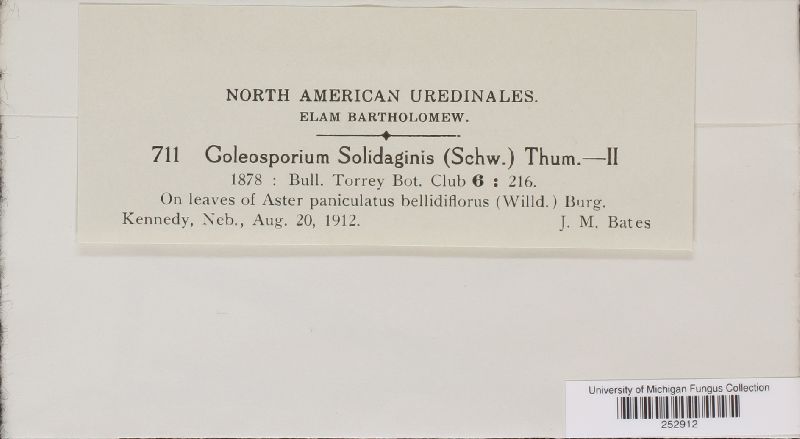 NORTH AMERICAN UREDINALES.
ELAM BARTHOLOMEW.
711 Coleosporium Solidaginis (Schw.) Thum.—II
1878 : Bull. Torrey Bot. Club 6 : 216.
On leaves of Aster paniculatus bellidiflorus (Willd.) Burg.
Kennedy, Neb., Aug. 20, 1912. J. M. Bates
University of Michigan Fungus Collection
252912